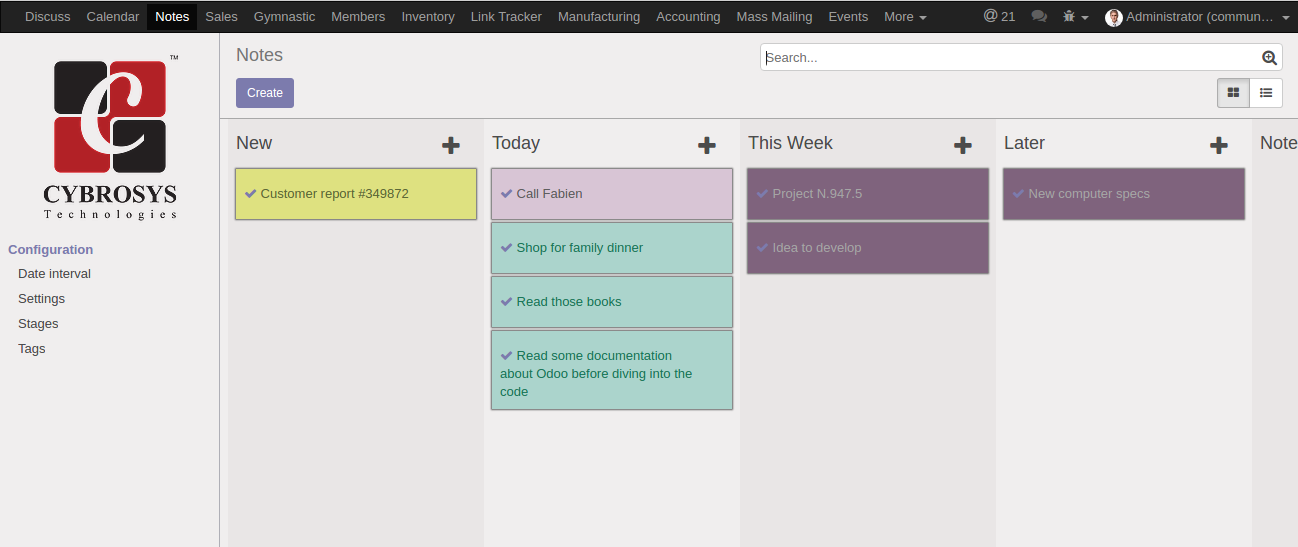 Discuss Calendar Notes Sales Gymnastic Members Inventory Link Tracker Manufacturing Accounting Mass Mailing Events More @ 21 Administrator (commun…
™
C
CYBROSYS
Technologies
Configuration
Date interval
Settings
Stages
Tags
Notes
Search...
Create
New
Customer report #349872
Today
Call Fabien
Shop for family dinner
Read those books
Read some documentation
about Odoo before diving into the
code
This Week
Project N.947.5
Idea to develop
Later
New computer specs
Note